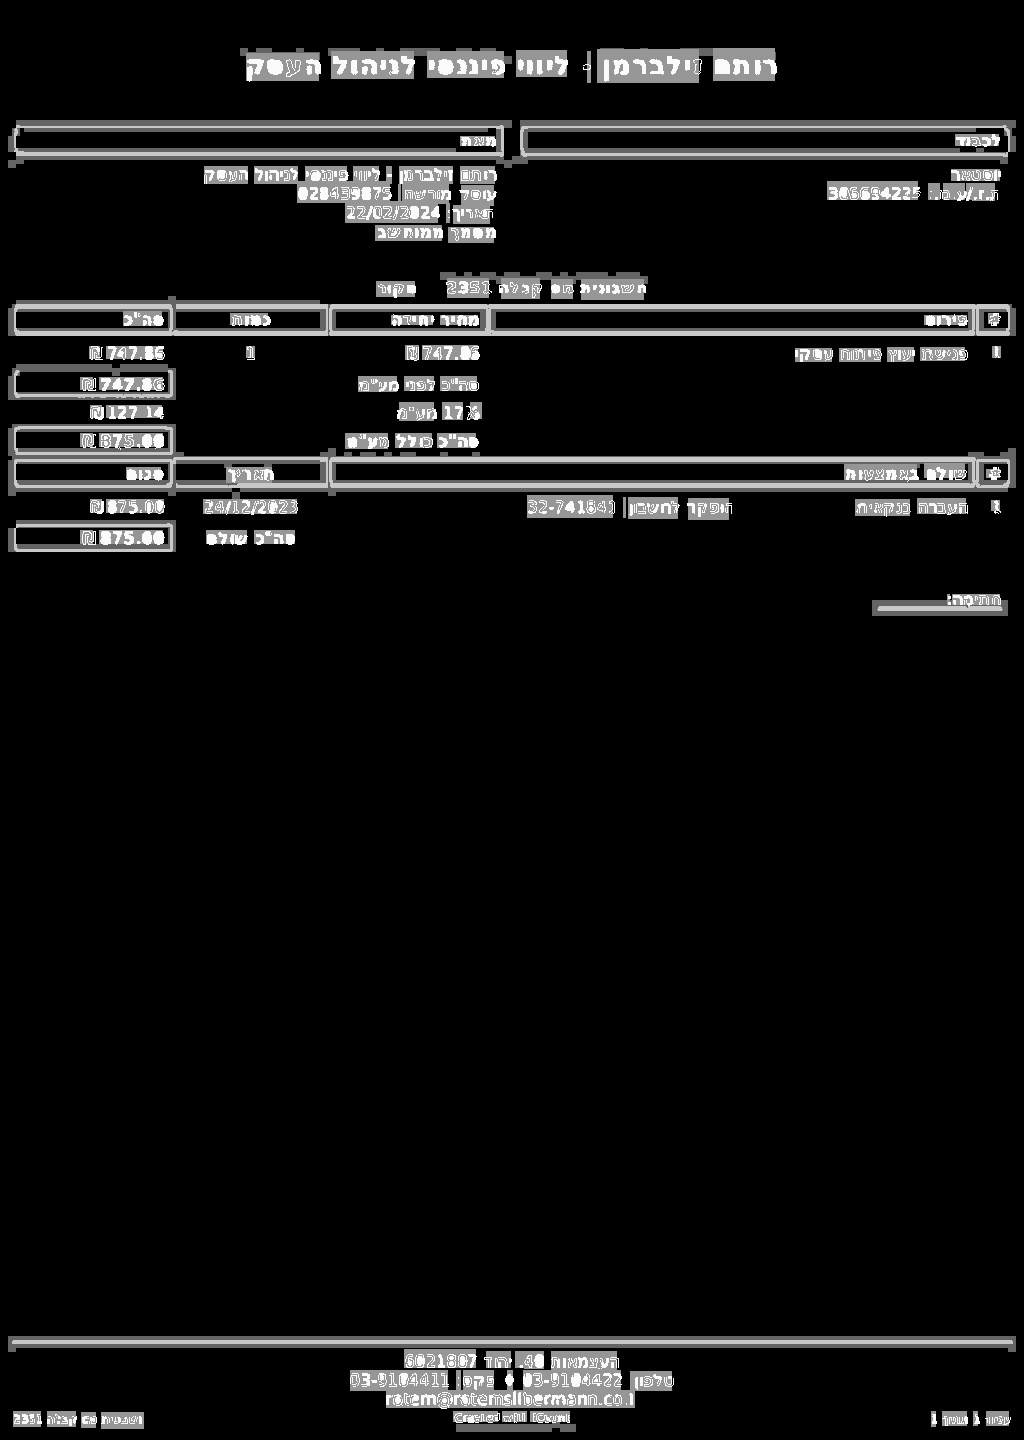 רותם זילברמן - ליווי פיננסי לניהול העסק
לכבוד
יוסטאר
ח.פ./ע.מ.: 306694225
מאת
רותם זילברמן - ליווי פיננסי לניהול העסק
עוסק מורשה: 028439875
תאריך: 22/02/2024
מסמך ממוחשב
חשבונית מס קבלה 2351 מקור
# פירוט מחיר יחידה כמות סה"כ
1 פגישת יעוץ פיתוח עסקי ₪747.86 1 ₪747.86
סה"כ לפני מע"מ ₪747.86
17% מע"מ ₪127.14
סה"כ כולל מע"מ ₪875.00
# שולם באמצעות תאריך סכום
1 העברה בנקאית הופקד לחשבון: 32-741841 24/12/2023 ₪875.00
סה"כ שולם ₪875.00
חתימה:
העצמאות 40, יהוד 6021807
טלפון: 03-9104422 • פקס: 03-9104411
rotem@rotemsilbermann.co.il
Created with iCount
עמוד 1 מתוך 1
חשבונית מס קבלה 2351